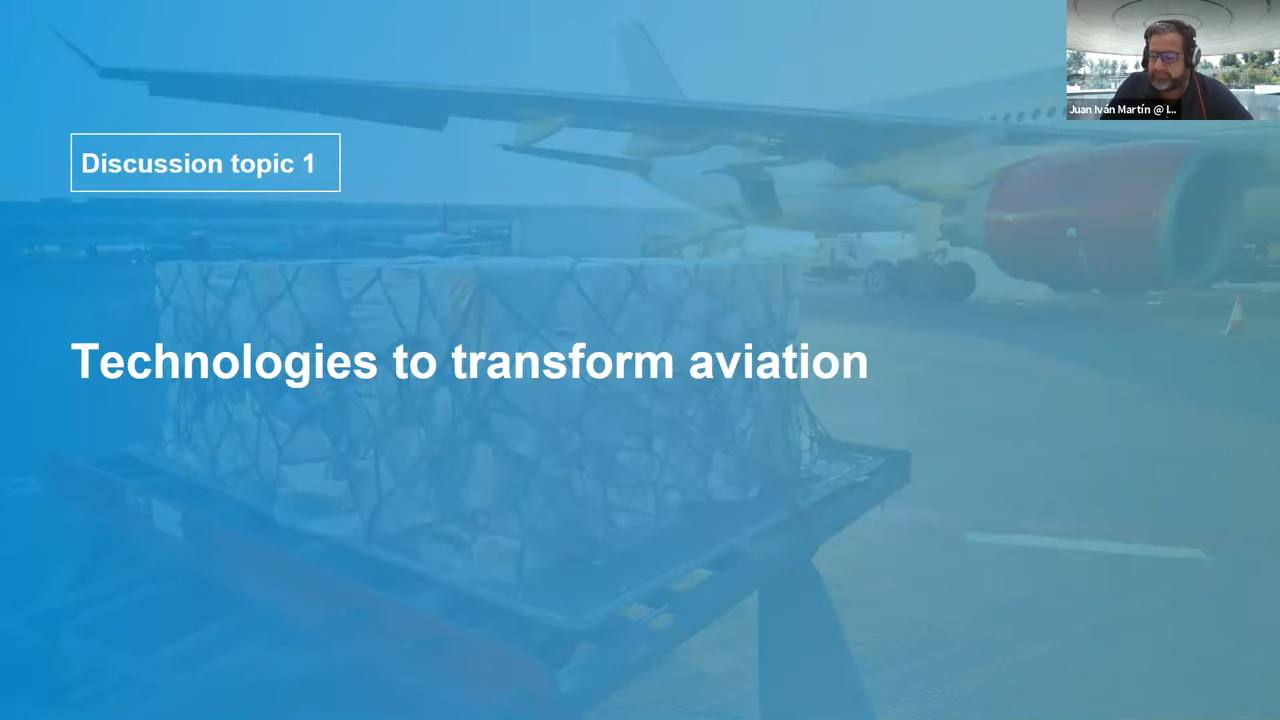 Juan Iván Martín @ I...
Discussion topic 1
Technologies to transform aviation